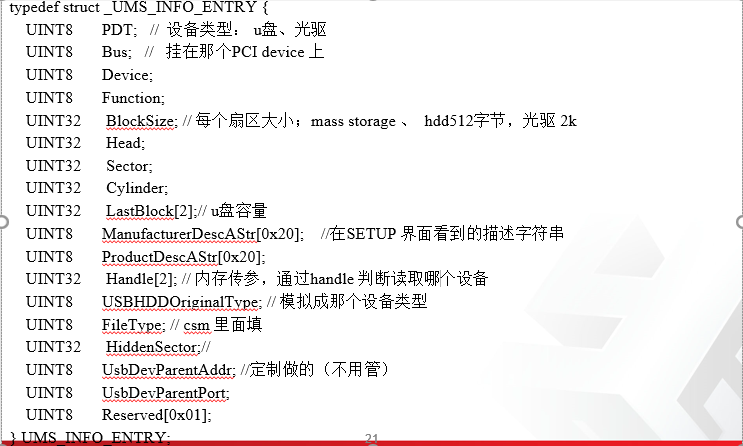 typedef struct _UMS_INFO_ENTRY {
UINT8 PDT; // 设备类型： u盘、光驱
UINT8 Bus; // 挂在那个PCI device 上
UINT8 Device;
UINT8 Function;
UINT32 BlockSize; // 每个扇区大小；mass storage 、 hdd512字节，光驱 2k
UINT32 Head;
UINT32 Sector;
UINT32 Cylinder;
UINT32 LastBlock[2];// u盘容量
UINT8 ManufacturerDescAStr[0x20]; //在SETUP 界面看到的描述字符串
UINT8 ProductDescAStr[0x20];
UINT32 Handle[2]; // 内存传参，通过handle 判断读取哪个设备
UINT8 USBHDDOriginalType; // 模拟成那个设备类型
UINT8 FileType; // csm 里面填
UINT32 HiddenSector;//
UINT8 UsbDevParentAddr; //定制做的（不用管）
UINT8 UsbDevParentPort;
UINT8 Reserved[0x01];
} UMS_INFO_ENTRY;
21